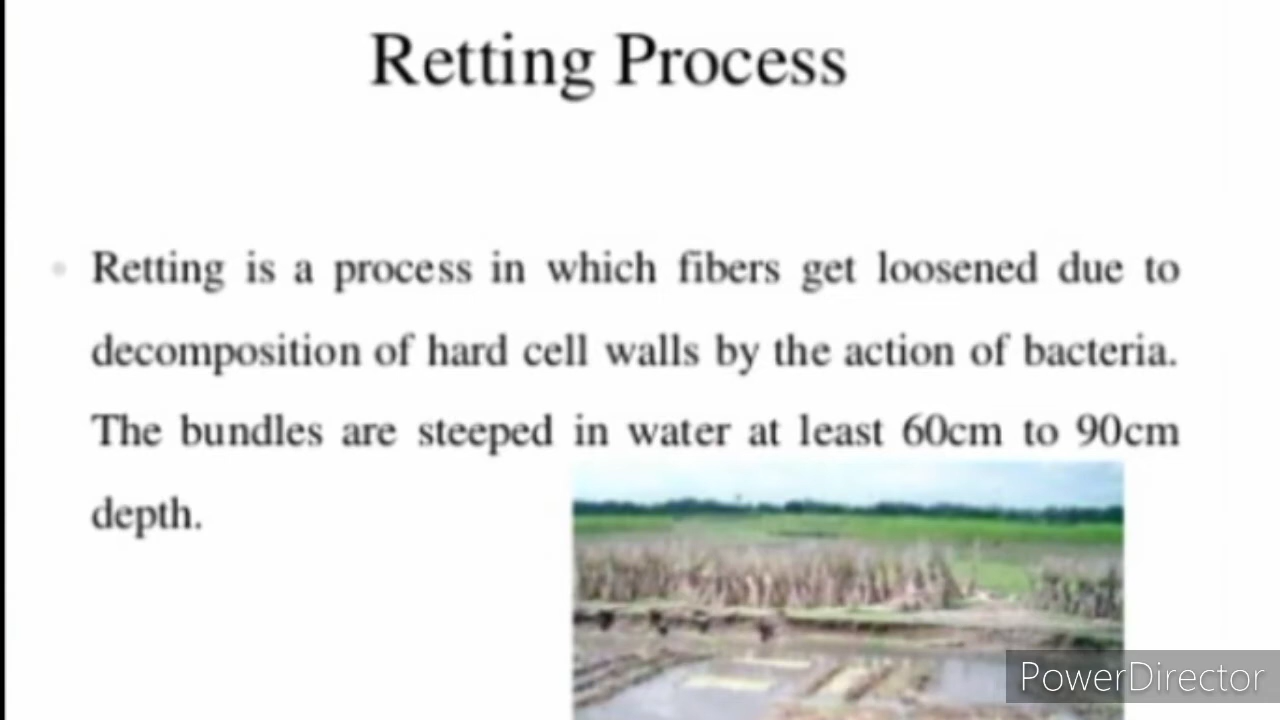 Retting Process
Retting is a process in which fibers get loosened due to
decomposition of hard cell walls by the action of bacteria.
The bundles are steeped in water at least 60cm to 90cm
depth.
PowerDirector